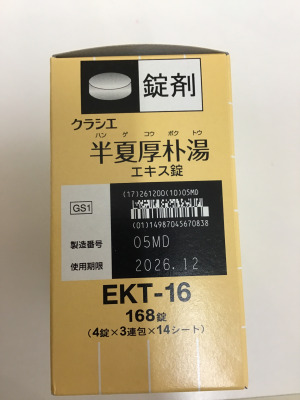 錠剤
クラシエ
ハン ゲ コウ ボク トウ
半夏厚朴湯
エキス錠
(17)261200(10)05MD
GS1
(01)14987045670838
製造番号 05MD
使用期限 2026.12
EKT-16
168錠
(4錠×3連包×14シート)